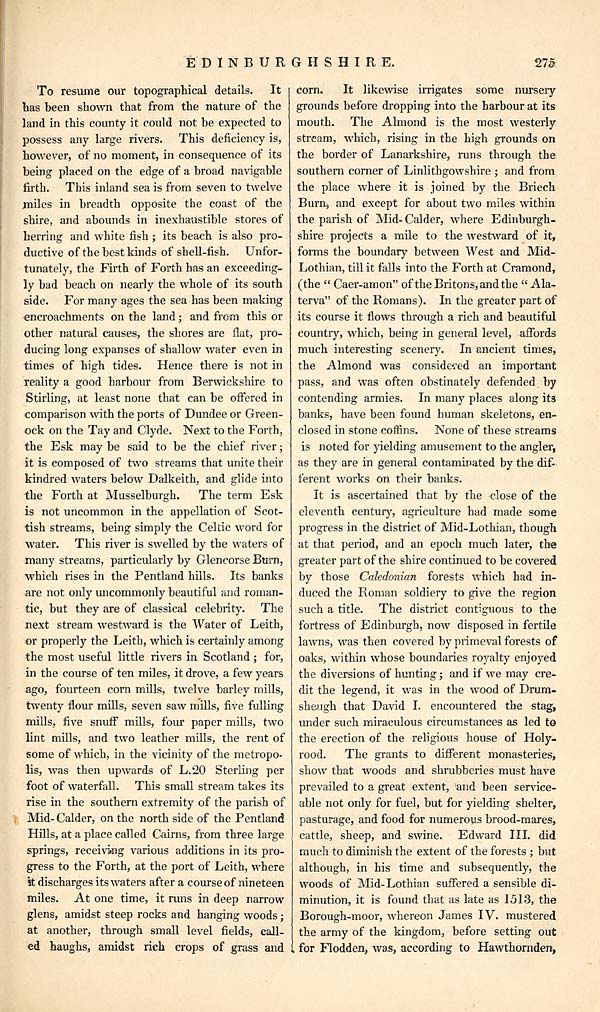 EDINBURGHSHIRE.
275
To resume our topographical details. It
has been shown that from the nature of the
land in this county it could not be expected to
possess any large rivers. This deficiency is,
however, of no moment, in consequence of its
being placed on the edge of a broad navigable
firth. This inland sea is from seven to twelve
miles in breadth opposite the coast of the
shire, and abounds in inexhaustible stores of
herring and white fish; its beach is also pro-
ductive of the best kinds of shell-fish. Unfor-
tunately, the Firth of Forth has an exceeding-
ly bad beach on nearly the whole of its south
side. For many ages the sea has been making
encroachments on the land; and from this or
other natural causes, the shores are flat, pro-
ducing long expanses of shallow water even in
times of high tides. Hence there is not in
reality a good harbour from Berwickshire to
Stirling, at least none that can be offered in
comparison with the ports of Dundee or Green-
ock on the Tay and Clyde. Next to the Forth,
the Esk may be said to be the chief river;
it is composed of two streams that unite their
kindred waters below Dalkeith, and glide into
the Forth at Musselburgh. The term Esk
is not uncommon in the appellation of Scot-
tish streams, being simply the Celtic word for
water. This river is swelled by the waters of
many streams, particularly by Glencorse Burn,
which rises in the Pentland hills. Its banks
are not only uncommonly beautiful and roman-
tic, but they are of classical celebrity. The
next stream westward is the Water of Leith,
or properly the Leith, which is certainly among
the most useful little rivers in Scotland; for,
in the course of ten miles, it drove, a few years
ago, fourteen corn mills, twelve barley mills,
twenty flour mills, seven saw mills, five fulling
mills, five snuff mills, four paper mills, two
lint mills, and two leather mills, the rent of
some of which, in the vicinity of the metropo-
lis, was then upwards of L.20 Sterling per
foot of waterfall. This small stream takes its
rise in the southern extremity of the parish of
Mid-Calder, on the north side of the Pentland
Hills, at a place called Cairns, from three large
springs, receiving various additions in its pro-
gress to the Forth, at the port of Leith, where
it discharges its waters after a course of nineteen
miles. At one time, it runs in deep narrow
glens, amidst steep rocks and hanging woods;
at another, through small level fields, call-
ed haughs, amidst rich crops of grass and
corn. It likewise irrigates some nursery
grounds before dropping into the harbour at its
mouth. The Almond is the most westerly
stream, which, rising in the high grounds on
the border of Lanarkshire, runs through the
southern corner of Linlithgowshire; and from
the place where it is joined by the Briech
Burn, and except for about two miles within
the parish of Mid-Calder, where Edinburgh-
shire projects a mile to the westward of it,
forms the boundary between West and Mid-
Lothian, till it falls into the Forth at Cramond,
(the "Caer-amon" of the Britons, and the "Ala-
terva" of the Romans). In the greater part of
its course it flows through a rich and beautiful
country, which, being in general level, affords
much interesting scenery. In ancient times,
the Almond was considered an important
pass, and was often obstinately defended by
contending armies. In many places along its
banks, have been found human skeletons, en-
closed in stone coffins. None of these streams
is noted for yielding amusement to the angler,
as they are in general contaminated by the dif-
ferent works on their banks.
It is ascertained that by the close of the
eleventh century, agriculture had made some
progress in the district of Mid-Lothian, though
at that period, and an epoch much later, the
greater part of the shire continued to be covered
by those Caledonian forests which had in-
duced the Roman soldiery to give the region
such a title. The district contiguous to the
fortress of Edinburgh, now disposed in fertile
lawns, was then covered by primeval forests of
oaks, within whose boundaries royalty enjoyed
the diversions of hunting; and if we may cre-
dit the legend, it was in the wood of Drum-
sheugh that David I. encountered the stag,
under such miraculous circumstances as led to
the erection of the religious house of Holy-
rood. The grants to different monasteries,
show that woods and shrubberies must have
prevailed to a great extent, and been service-
able not only for fuel, but for yielding shelter,
pasturage, and food for numerous brood-mares,
cattle, sheep, and swine. Edward III. did
much to diminish the extent of the forests; but
although, in his time and subsequently, the
woods of Mid-Lothian suffered a sensible di-
minution, it is found that as late as 1513, the
Borough-moor, whereon James IV. mustered
the army of the kingdom, before setting out
for Flodden, was, according to Hawthornden,